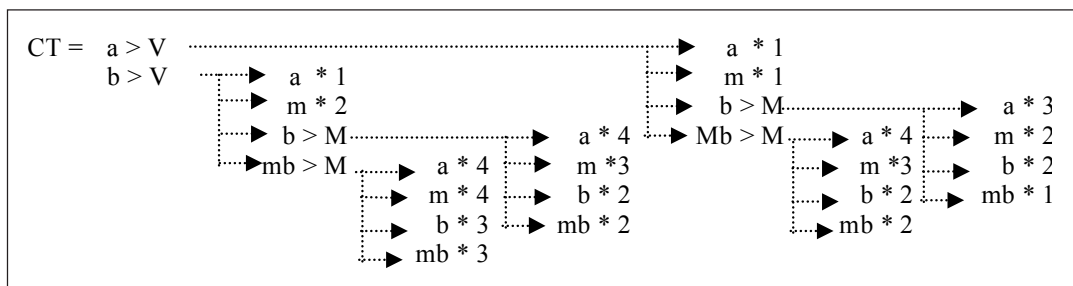 CT = a > V a * 1
b > V a * 1 m * 1
m * 2 b > M a * 3
b > M a * 4 Mb > M a * 4 m * 2
mb > M a * 4 m *3 m *3 b * 2
m * 4 b * 2 b * 2 mb * 1
b * 3 mb * 2 mb * 2
mb * 3